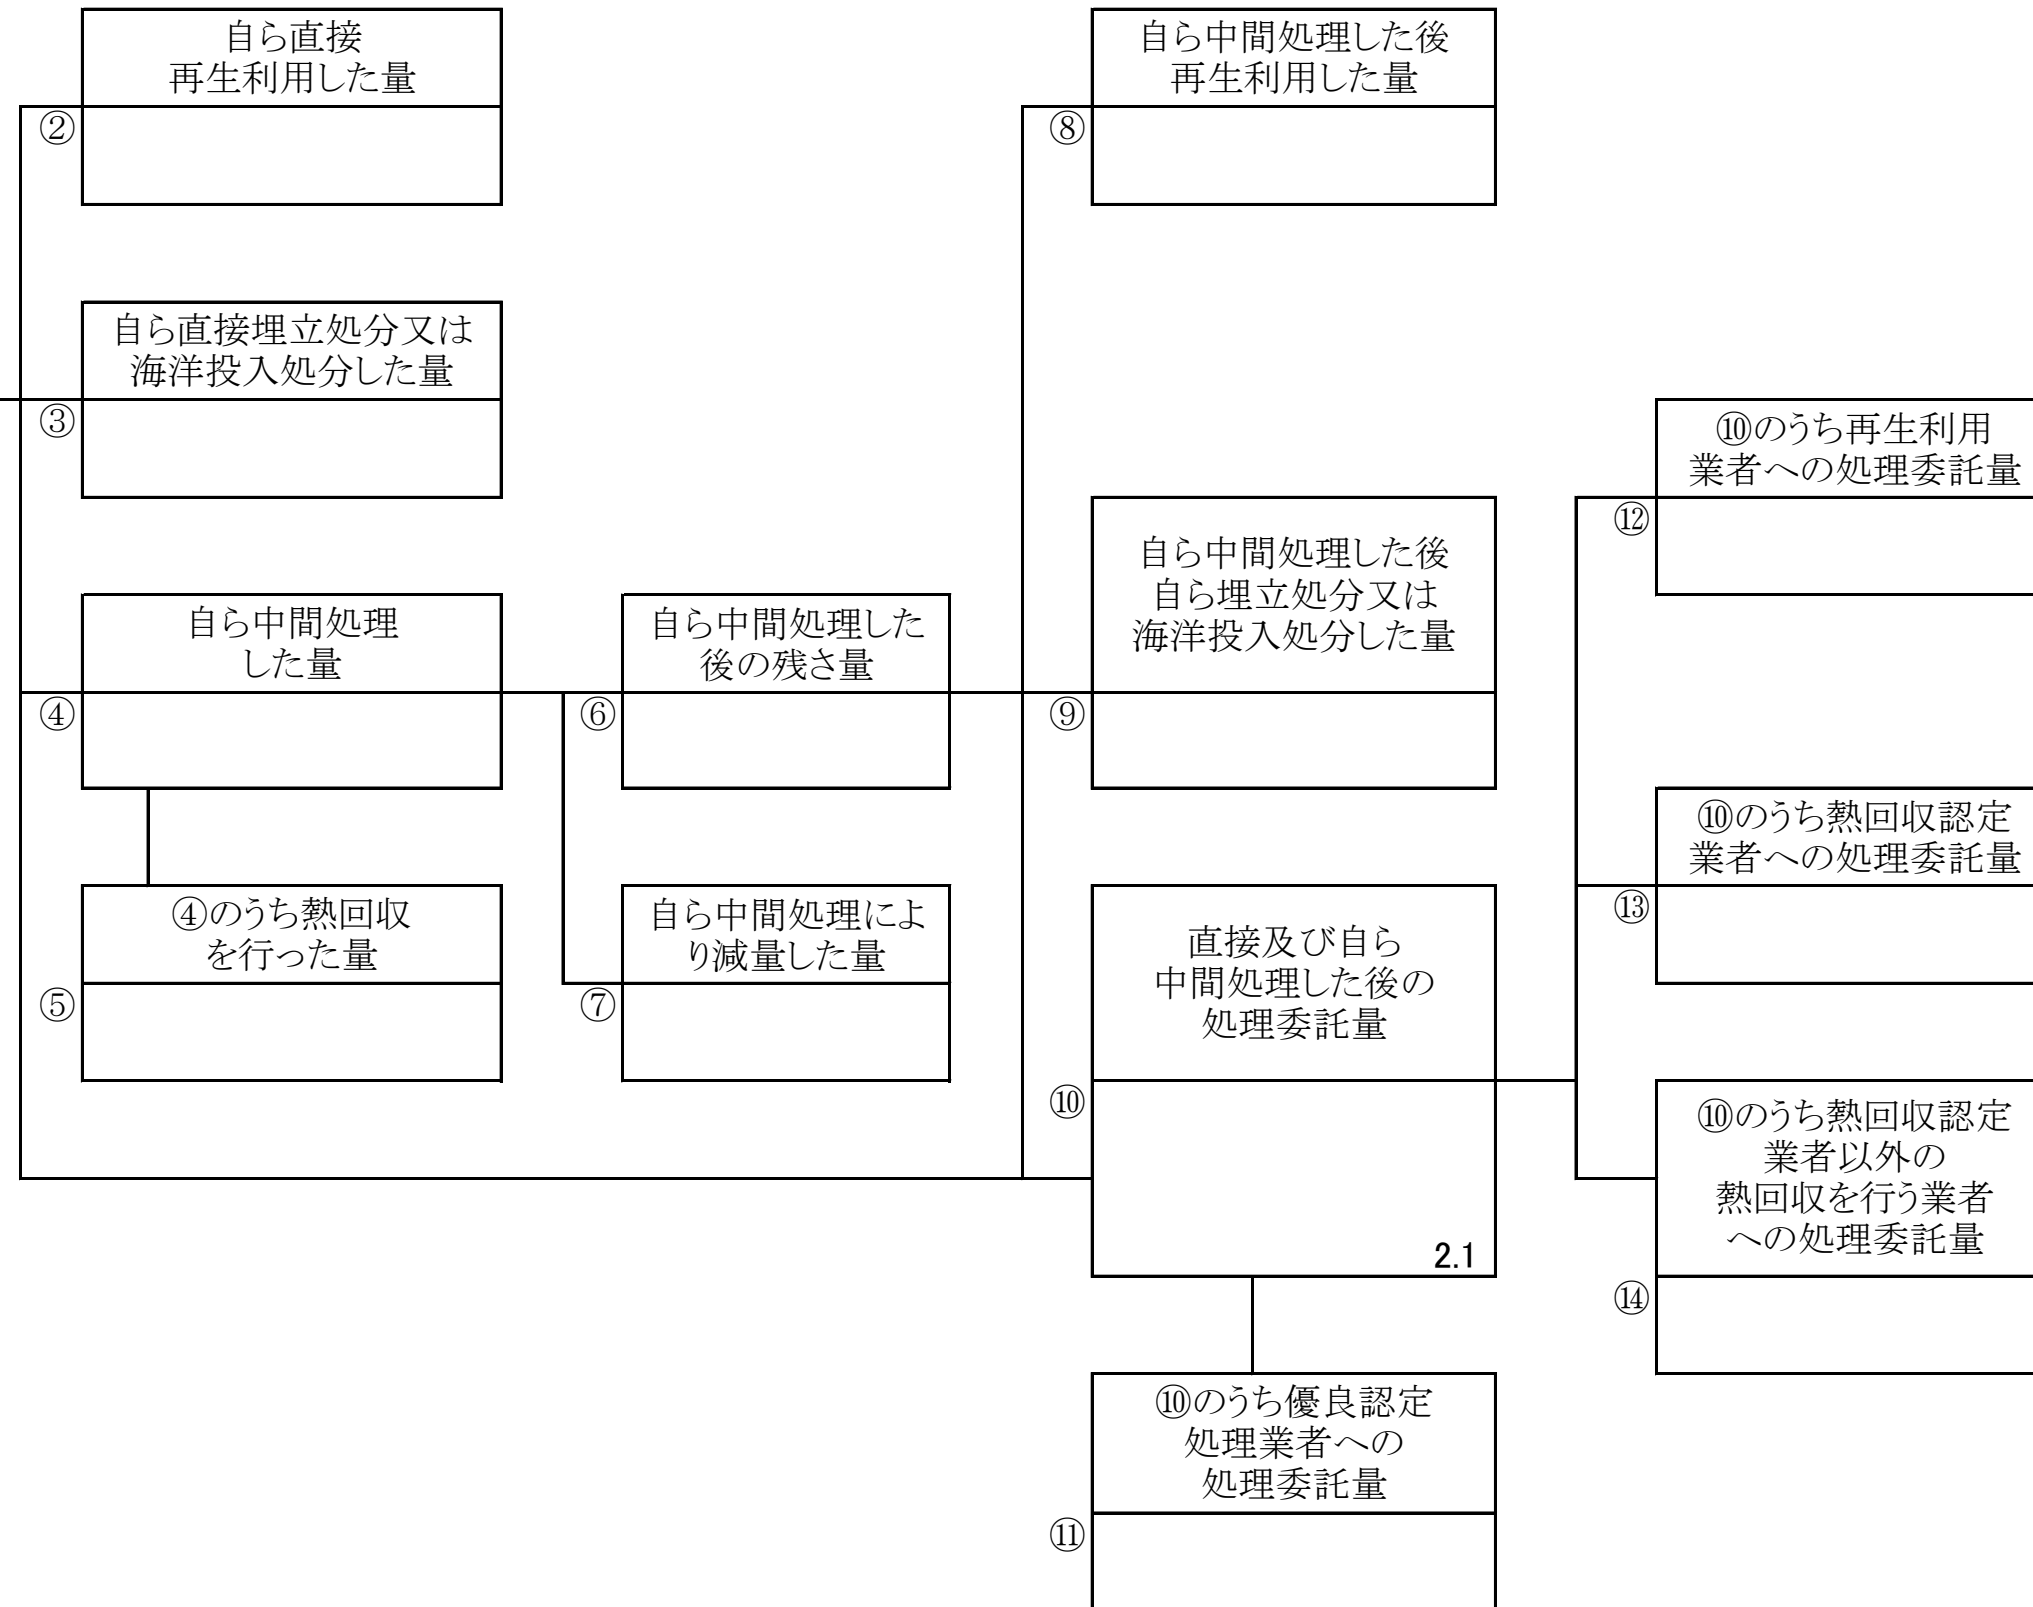 自ら直接
再生利用した量
②
自ら直接埋立処分又は
海洋投入処分した量
③
自ら中間処理
した量
④
④のうち熱回収
を行った量
⑤
自ら中間処理した
後の残さ量
⑥
自ら中間処理によ
り減量した量
⑦
自ら中間処理した後
再生利用した量
⑧
自ら中間処理した後
自ら埋立処分又は
海洋投入処分した量
⑨
直接及び自ら
中間処理した後の
処理委託量
⑩
2.1
⑩のうち優良認定
処理業者への
処理委託量
⑪
⑩のうち再生利用
業者への処理委託量
⑫
⑩のうち熱回収認定
業者への処理委託量
⑬
⑩のうち熱回収認定
業者以外の
熱回収を行う業者
への処理委託量
⑭